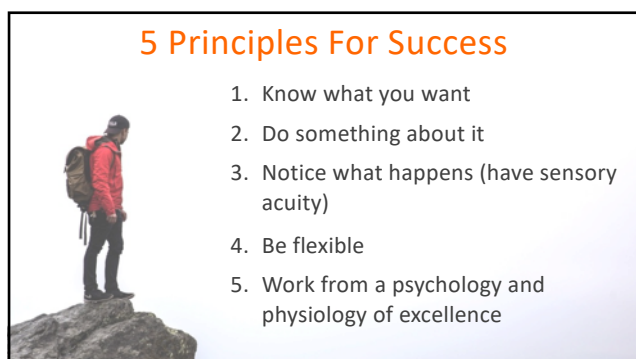 5 Principles For Success
1. Know what you want
2. Do something about it
3. Notice what happens (have sensory
acuity)
4. Be flexible
5. Work from a psychology and
physiology of excellence